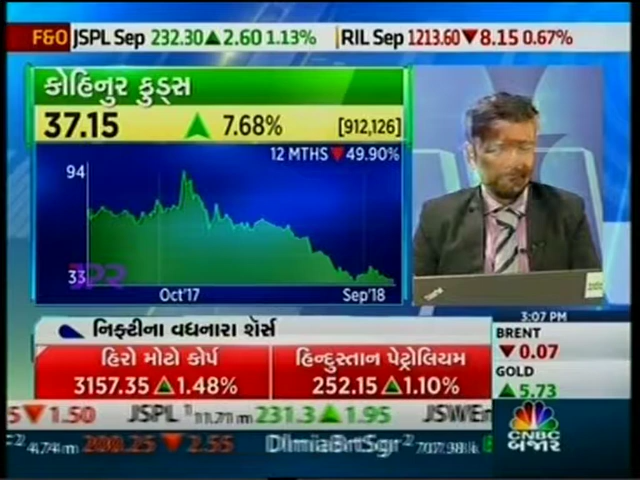 F&O JSPL Sep 232.30▲2.60 1.13% RIL Sep 1213.60▼8.15 0.67%
કોહિનુર ફુડ્સ
37.15 ▲ 7.68% [912,126]
12 MTHS▼49.90%
94
33
JPR
Oct'17 Sep'18
3:07 PM
નિફ્ટીના વધનારા શૅર્સ
હિરો મોટો કોર્પ
3157.35▲1.48%
હિન્દુસ્તાન પેટ્રોલિયમ
252.15▲1.10%
BRENT
▼0.07
GOLD
▲5.73
5▼1.50 JSPL 231.3▲1.95 JSWEn
▼2.55 DlmiaBrtSgr
CNBC
બજાર